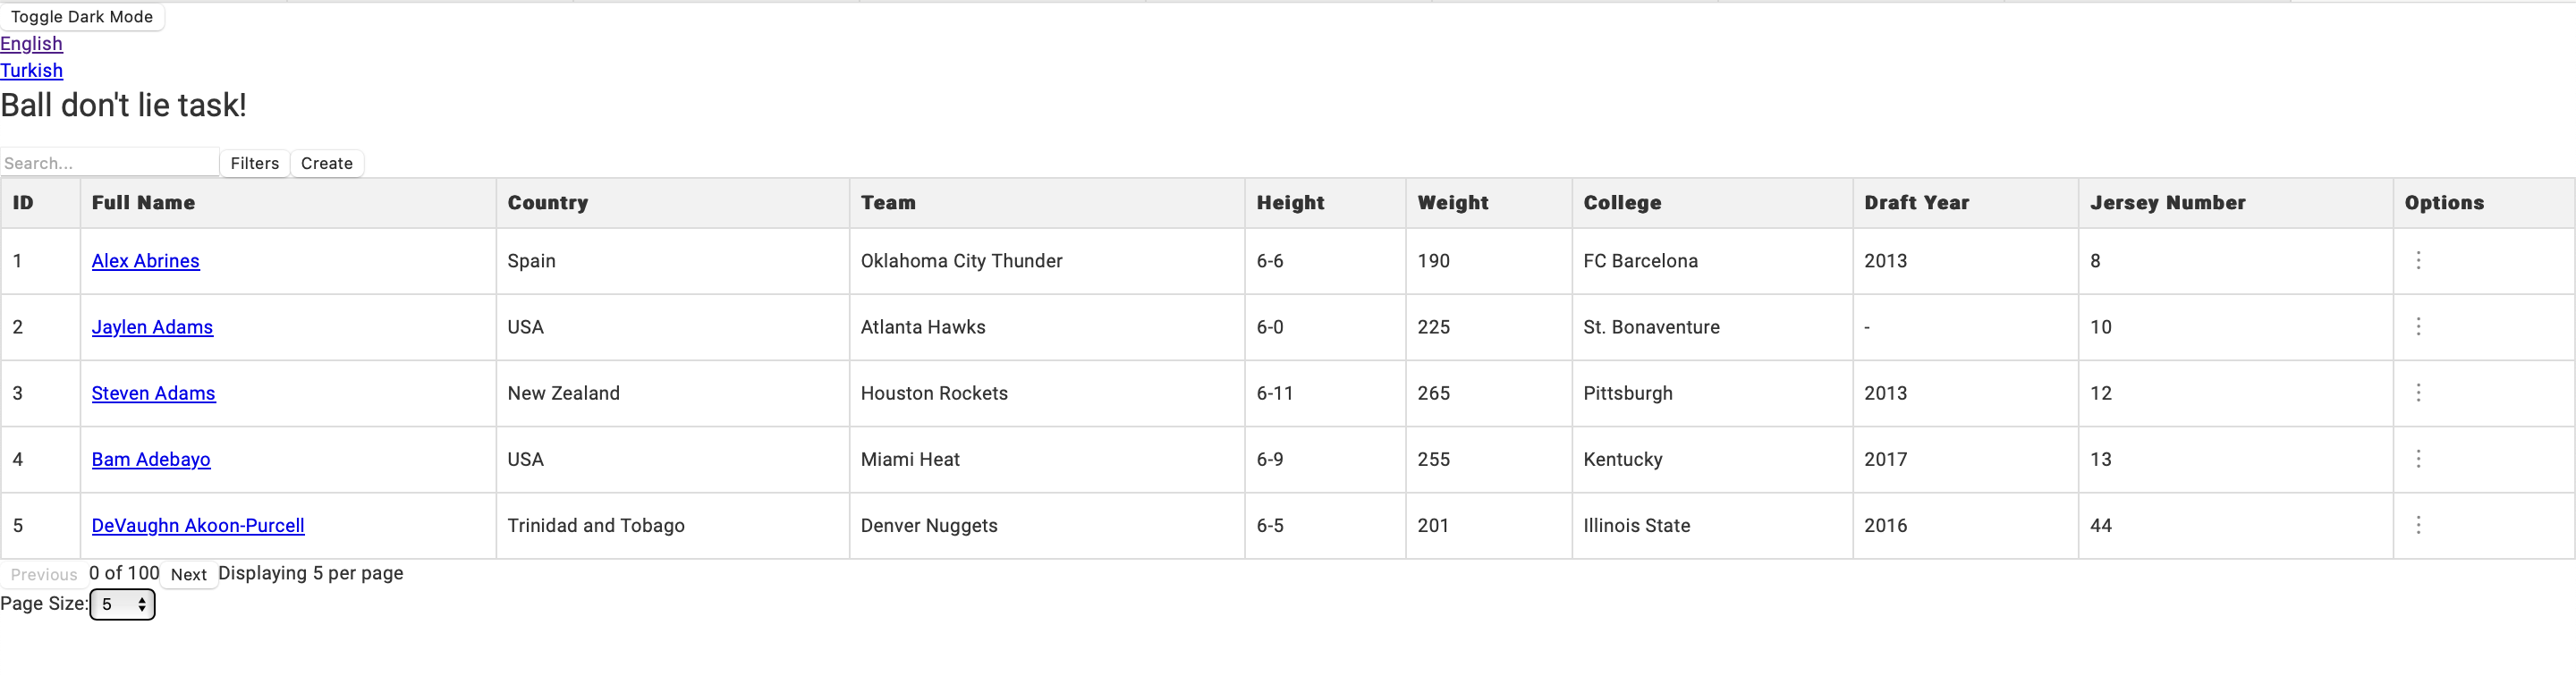 Toggle Dark Mode
English
Turkish
Ball don't lie task!
Search... Filters Create
ID Full Name Country Team Height Weight College Draft Year Jersey Number Options
1 Alex Abrines Spain Oklahoma City Thunder 6-6 190 FC Barcelona 2013 8
2 Jaylen Adams USA Atlanta Hawks 6-0 225 St. Bonaventure - 10
3 Steven Adams New Zealand Houston Rockets 6-11 265 Pittsburgh 2013 12
4 Bam Adebayo USA Miami Heat 6-9 255 Kentucky 2017 13
5 DeVaughn Akoon-Purcell Trinidad and Tobago Denver Nuggets 6-5 201 Illinois State 2016 44
Previous 0 of 100 Next Displaying 5 per page
Page Size: 5